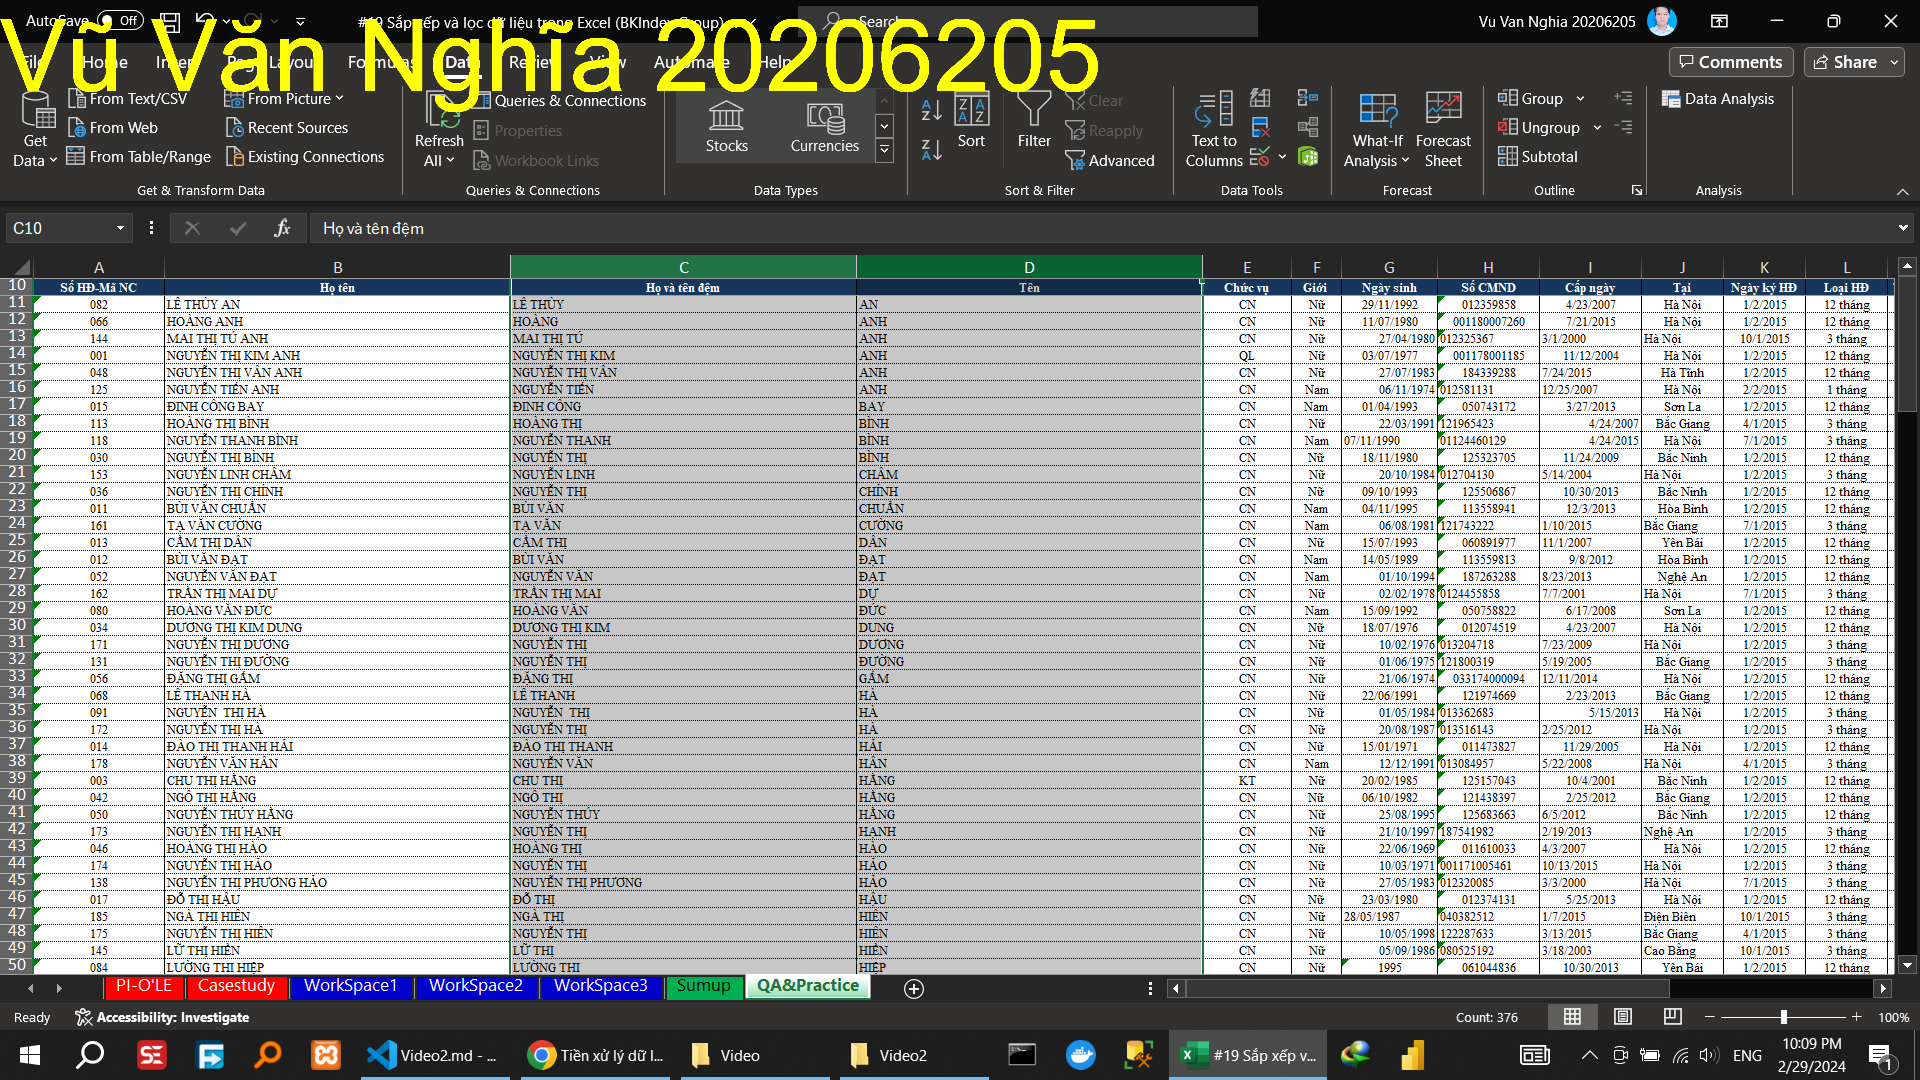 AutoSave Off #19 Sắp xếp và lọc dữ liệu trong Excel (BKIndex Group) Search Vu Van Nghia 20206205
Vũ Văn Nghĩa 20206205
File Home Insert Page Layout Formulas Data Review View Automate Help Comments Share
Get Data From Text/CSV From Picture Refresh All Queries & Connections Stocks Currencies Sort Filter Clear Text to Columns What-If Analysis Forecast Sheet Group Data Analysis
From Web Recent Sources Properties Reapply Ungroup
From Table/Range Existing Connections Workbook Links Advanced Subtotal
Get & Transform Data Queries & Connections Data Types Sort & Filter Data Tools Forecast Outline Analysis
C10 fx Họ và tên đệm
A B C D E F G H I J K L
10 Số HĐ-Mã NC Họ tên Họ và tên đệm Tên Chức vụ Giới Ngày sinh Số CMND Cấp ngày Tại Ngày ký HĐ Loại HĐ
11 082 LÊ THÙY AN LÊ THÙY AN CN Nữ 29/11/1992 012359858 4/23/2007 Hà Nội 1/2/2015 12 tháng
12 066 HOÀNG ANH HOÀNG ANH CN Nữ 11/07/1980 001180007260 7/21/2015 Hà Nội 1/2/2015 12 tháng
13 144 MAI THỊ TÚ ANH MAI THỊ TÚ ANH CN Nữ 27/04/1980 012325367 3/1/2000 Hà Nội 10/1/2015 3 tháng
14 001 NGUYỄN THỊ KIM ANH NGUYỄN THỊ KIM ANH QL Nữ 03/07/1977 001178001185 11/12/2004 Hà Nội 1/2/2015 12 tháng
15 048 NGUYỄN THỊ VÂN ANH NGUYỄN THỊ VÂN ANH CN Nữ 27/07/1983 184339288 7/24/2015 Hà Tĩnh 1/2/2015 12 tháng
16 125 NGUYỄN TIẾN ANH NGUYỄN TIẾN ANH CN Nam 06/11/1974 012581131 12/25/2007 Hà Nội 2/2/2015 1 tháng
17 015 ĐINH CÔNG BAY ĐINH CÔNG BAY CN Nam 01/04/1993 050743172 3/27/2013 Sơn La 1/2/2015 12 tháng
18 113 HOÀNG THỊ BÌNH HOÀNG THỊ BÌNH CN Nữ 22/03/1991 121965423 4/24/2007 Bắc Giang 4/1/2015 3 tháng
19 118 NGUYỄN THANH BÌNH NGUYỄN THANH BÌNH CN Nam 07/11/1990 01124460129 4/24/2015 Hà Nội 7/1/2015 3 tháng
20 030 NGUYỄN THỊ BÌNH NGUYỄN THỊ BÌNH CN Nữ 18/11/1980 125323705 11/24/2009 Bắc Ninh 1/2/2015 12 tháng
21 153 NGUYỄN LINH CHÂM NGUYỄN LINH CHÂM CN Nữ 20/10/1984 012704130 5/14/2004 Hà Nội 1/2/2015 3 tháng
22 036 NGUYỄN THỊ CHÍNH NGUYỄN THỊ CHÍNH CN Nữ 09/10/1993 125506867 10/30/2013 Bắc Ninh 1/2/2015 12 tháng
23 011 BÙI VĂN CHUẨN BÙI VĂN CHUẨN CN Nam 04/11/1995 113558941 12/3/2013 Hòa Bình 1/2/2015 12 tháng
24 161 TẠ VĂN CƯỜNG TẠ VĂN CƯỜNG CN Nam 06/08/1981 121743222 1/10/2015 Bắc Giang 7/1/2015 3 tháng
25 013 CẦM THỊ DÂN CẦM THỊ DÂN CN Nữ 15/07/1993 060891977 11/1/2007 Yên Bái 1/2/2015 12 tháng
26 012 BÙI VĂN ĐẠT BÙI VĂN ĐẠT CN Nam 14/05/1989 113559813 9/8/2012 Hòa Bình 1/2/2015 12 tháng
27 052 NGUYỄN VĂN ĐẠT NGUYỄN VĂN ĐẠT CN Nam 01/10/1994 187263288 8/23/2013 Nghệ An 1/2/2015 12 tháng
28 162 TRẦN THỊ MAI DỰ TRẦN THỊ MAI DỰ CN Nữ 02/02/1978 0124455858 7/7/2001 Hà Nội 7/1/2015 3 tháng
29 080 HOÀNG VĂN ĐỨC HOÀNG VĂN ĐỨC CN Nam 15/09/1992 050758822 6/17/2008 Sơn La 1/2/2015 12 tháng
30 034 DƯƠNG THỊ KIM DUNG DƯƠNG THỊ KIM DUNG CN Nữ 18/07/1976 012074519 4/23/2007 Hà Nội 1/2/2015 12 tháng
31 171 NGUYỄN THỊ DƯƠNG NGUYỄN THỊ DƯƠNG CN Nữ 10/02/1976 013204718 7/23/2009 Hà Nội 1/2/2015 3 tháng
32 131 NGUYỄN THỊ ĐƯỜNG NGUYỄN THỊ ĐƯỜNG CN Nữ 01/06/1975 121800319 5/19/2005 Bắc Giang 1/2/2015 3 tháng
33 056 ĐẶNG THỊ GẤM ĐẶNG THỊ GẤM CN Nữ 21/06/1974 033174000094 12/11/2014 Hà Nội 1/2/2015 12 tháng
34 068 LÊ THANH HÀ LÊ THANH HÀ CN Nữ 22/06/1991 121974669 2/23/2013 Bắc Giang 1/2/2015 12 tháng
35 091 NGUYỄN THỊ HÀ NGUYỄN THỊ HÀ CN Nữ 01/05/1984 013362683 5/15/2013 Hà Nội 1/2/2015 3 tháng
36 172 NGUYỄN THỊ HÀ NGUYỄN THỊ HÀ CN Nữ 20/08/1987 013516143 2/25/2012 Hà Nội 1/2/2015 3 tháng
37 014 ĐÀO THỊ THANH HẢI ĐÀO THỊ THANH HẢI CN Nữ 15/01/1971 011473827 11/29/2005 Hà Nội 1/2/2015 12 tháng
38 178 NGUYỄN VĂN HÂN NGUYỄN VĂN HÂN CN Nam 12/12/1991 013084957 5/22/2008 Hà Nội 4/1/2015 3 tháng
39 003 CHU THỊ HẰNG CHU THỊ HẰNG KT Nữ 20/02/1985 125157043 10/4/2001 Bắc Ninh 1/2/2015 12 tháng
40 042 NGÔ THỊ HẰNG NGÔ THỊ HẰNG CN Nữ 06/10/1982 121438397 2/25/2012 Bắc Giang 1/2/2015 12 tháng
41 050 NGUYỄN THÚY HẰNG NGUYỄN THÚY HẰNG CN Nữ 25/08/1995 125683663 6/5/2012 Bắc Ninh 1/2/2015 12 tháng
42 173 NGUYỄN THỊ HẠNH NGUYỄN THỊ HẠNH CN Nữ 21/10/1997 187541982 2/19/2013 Nghệ An 1/2/2015 3 tháng
43 046 HOÀNG THỊ HÀO HOÀNG THỊ HÀO CN Nữ 22/06/1969 011610033 4/3/2007 Hà Nội 1/2/2015 12 tháng
44 174 NGUYỄN THỊ HẢO NGUYỄN THỊ HẢO CN Nữ 10/03/1971 001171005461 10/13/2015 Hà Nội 1/2/2015 3 tháng
45 138 NGUYỄN THỊ PHƯƠNG HẢO NGUYỄN THỊ PHƯƠNG HẢO CN Nữ 27/05/1983 012320085 3/3/2000 Hà Nội 7/1/2015 3 tháng
46 017 ĐỖ THỊ HẬU ĐỖ THỊ HẬU CN Nữ 23/03/1980 012374131 5/25/2013 Hà Nội 1/2/2015 12 tháng
47 185 NGÀ THỊ HIÊN NGÀ THỊ HIÊN CN Nữ 28/05/1987 040382512 1/7/2015 Điện Biên 10/1/2015 3 tháng
48 175 NGUYỄN THỊ HIỀN NGUYỄN THỊ HIỀN CN Nữ 10/05/1998 122287633 3/13/2015 Bắc Giang 4/1/2015 3 tháng
49 145 LỮ THỊ HIỀN LỮ THỊ HIỀN CN Nữ 05/09/1986 080525192 3/18/2003 Cao Bằng 10/1/2015 3 tháng
50 084 LƯỜNG THỊ HIỆP LƯỜNG THỊ HIỆP CN Nữ 1995 061044836 10/30/2013 Yên Bái 1/2/2015 12 tháng
PI-O'LE Casestudy WorkSpace1 WorkSpace2 WorkSpace3 Sumup QA&Practice
Ready Accessibility: Investigate Count: 376 100%
Video2.md - ... Tiền xử lý dữ l... Video Video2 #19 Sắp xếp v... ENG 10:09 PM
2/29/2024 1